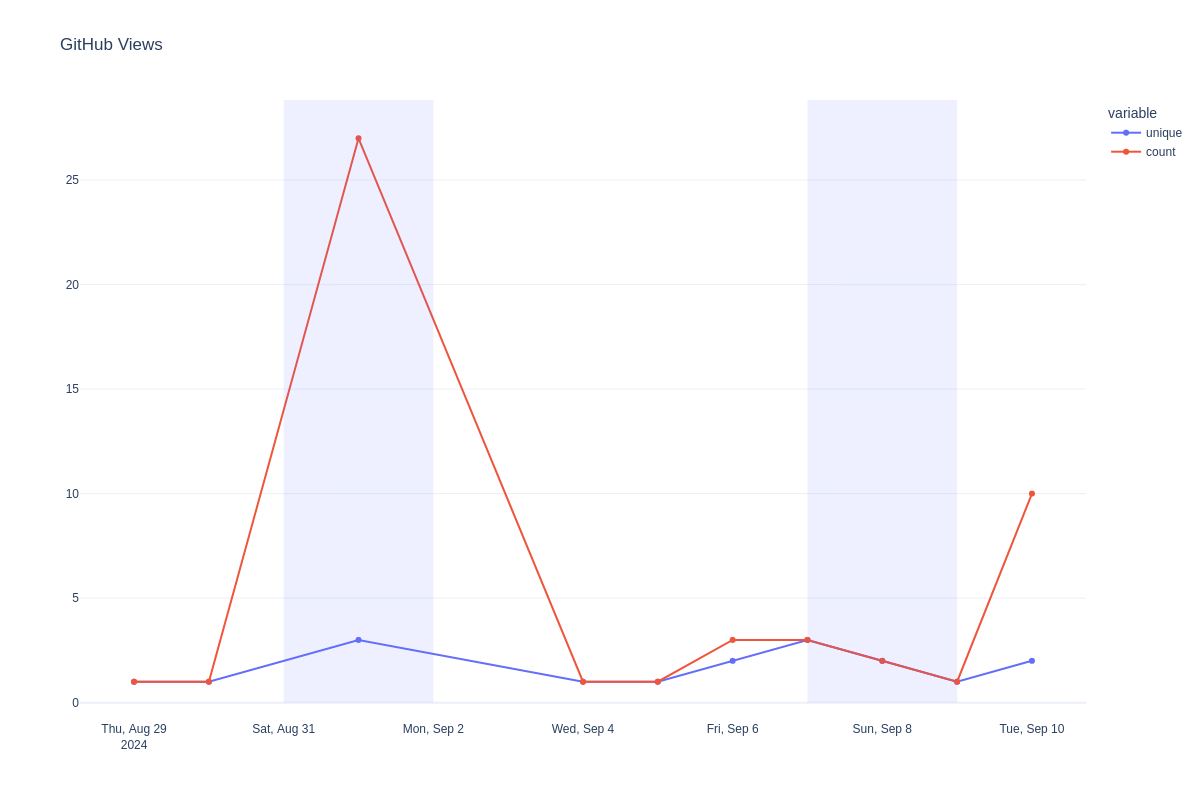 GitHub Views
variable
unique
count
25
20
15
10
5
0
Thu, Aug 29
2024
Sat, Aug 31
Mon, Sep 2
Wed, Sep 4
Fri, Sep 6
Sun, Sep 8
Tue, Sep 10